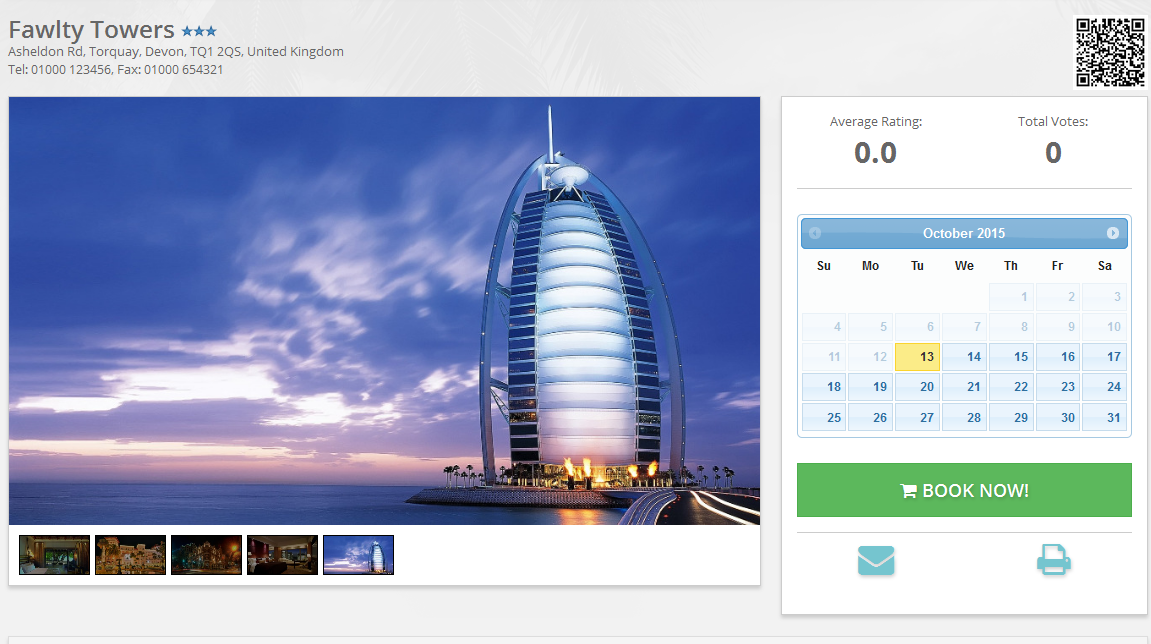 Fawlty Towers
Asheldon Rd, Torquay, Devon, TQ1 2QS, United Kingdom
Tel: 01000 123456, Fax: 01000 654321
Average Rating: Total Votes:
0.0 0
October 2015
Su Mo Tu We Th Fr Sa
1 2 3
4 5 6 7 8 9 10
11 12 13 14 15 16 17
18 19 20 21 22 23 24
25 26 27 28 29 30 31
BOOK NOW!